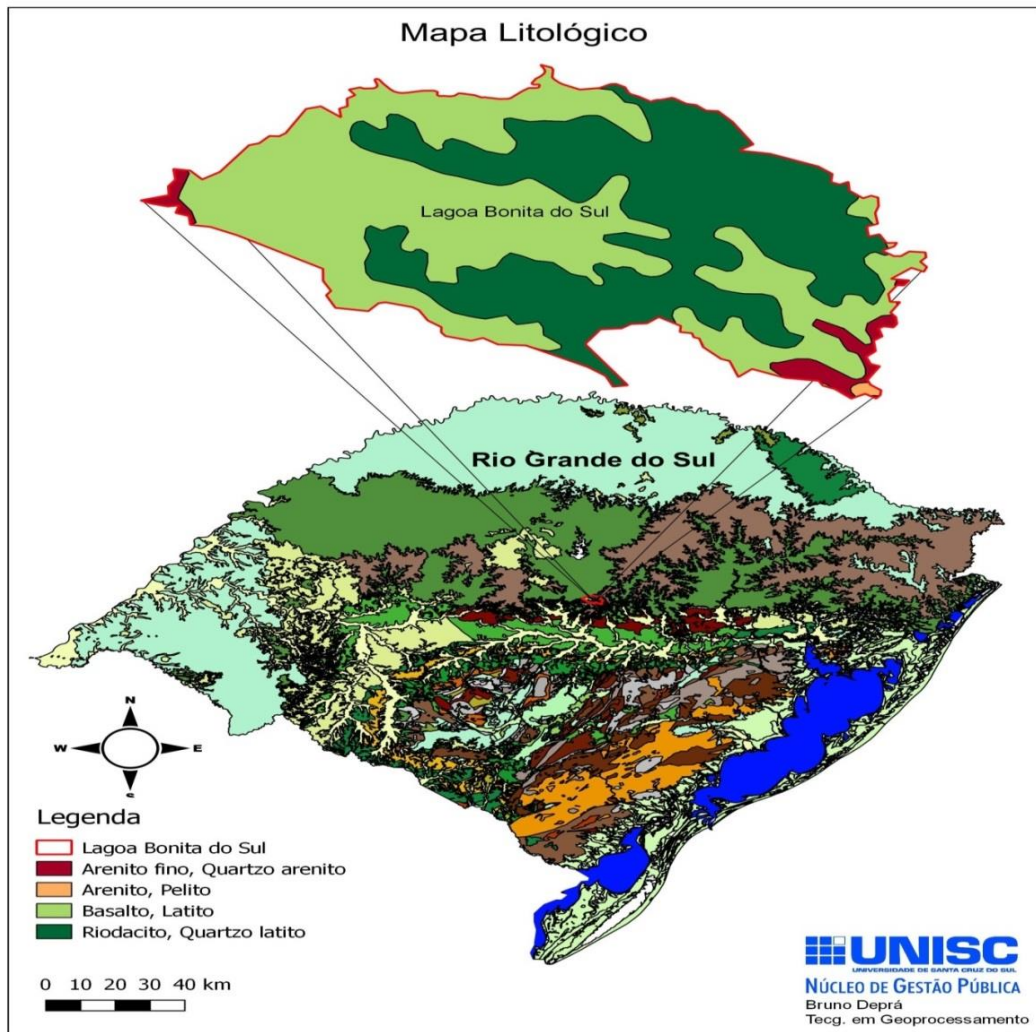 Mapa Litológico
Lagoa Bonita do Sul
Rio Grande do Sul
N
W
E
S
Legenda
Lagoa Bonita do Sul
Arenito fino, Quartzo arenito
Arenito, Pelito
Basalto, Latito
Riodacito, Quartzo latito
0 10 20 30 40 km
UNISC
UNIVERSIDADE DE SANTA CRUZ DO SUL
NÚCLEO DE GESTÃO PÚBLICA
Bruno Deprá
Tecg. em Geoprocessamento